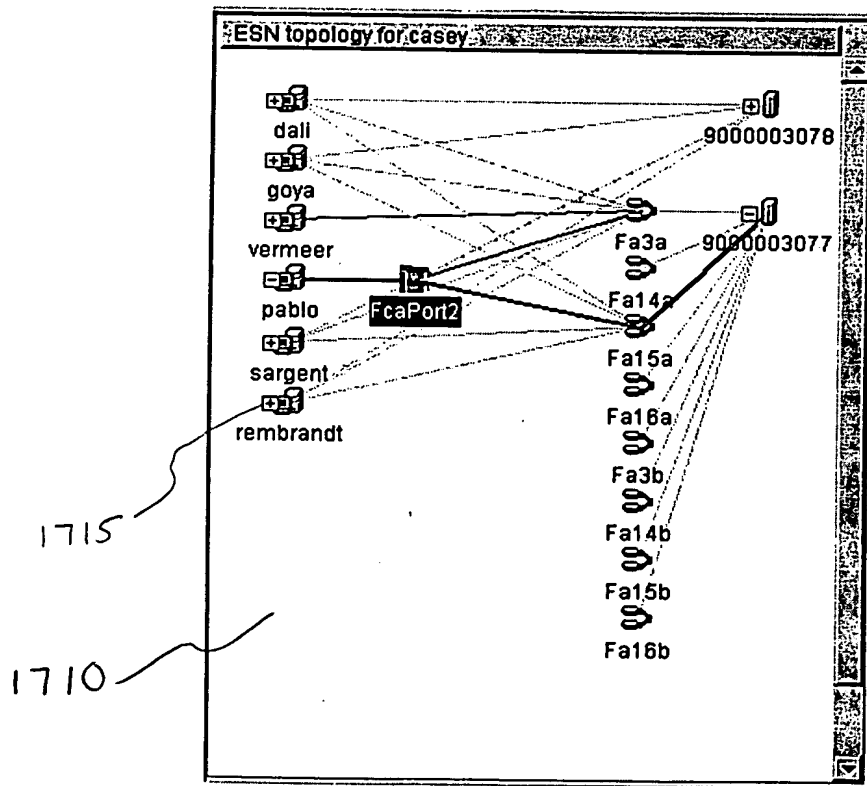 ESN topology for casey
dali
9000003078
goya
vermeer
Fa3a
9000003077
pablo
FcaPort2
Fa14a
sargent
Fa15a
rembrandt
Fa16a
Fa3b
1715
Fa14b
Fa15b
Fa16b
1710